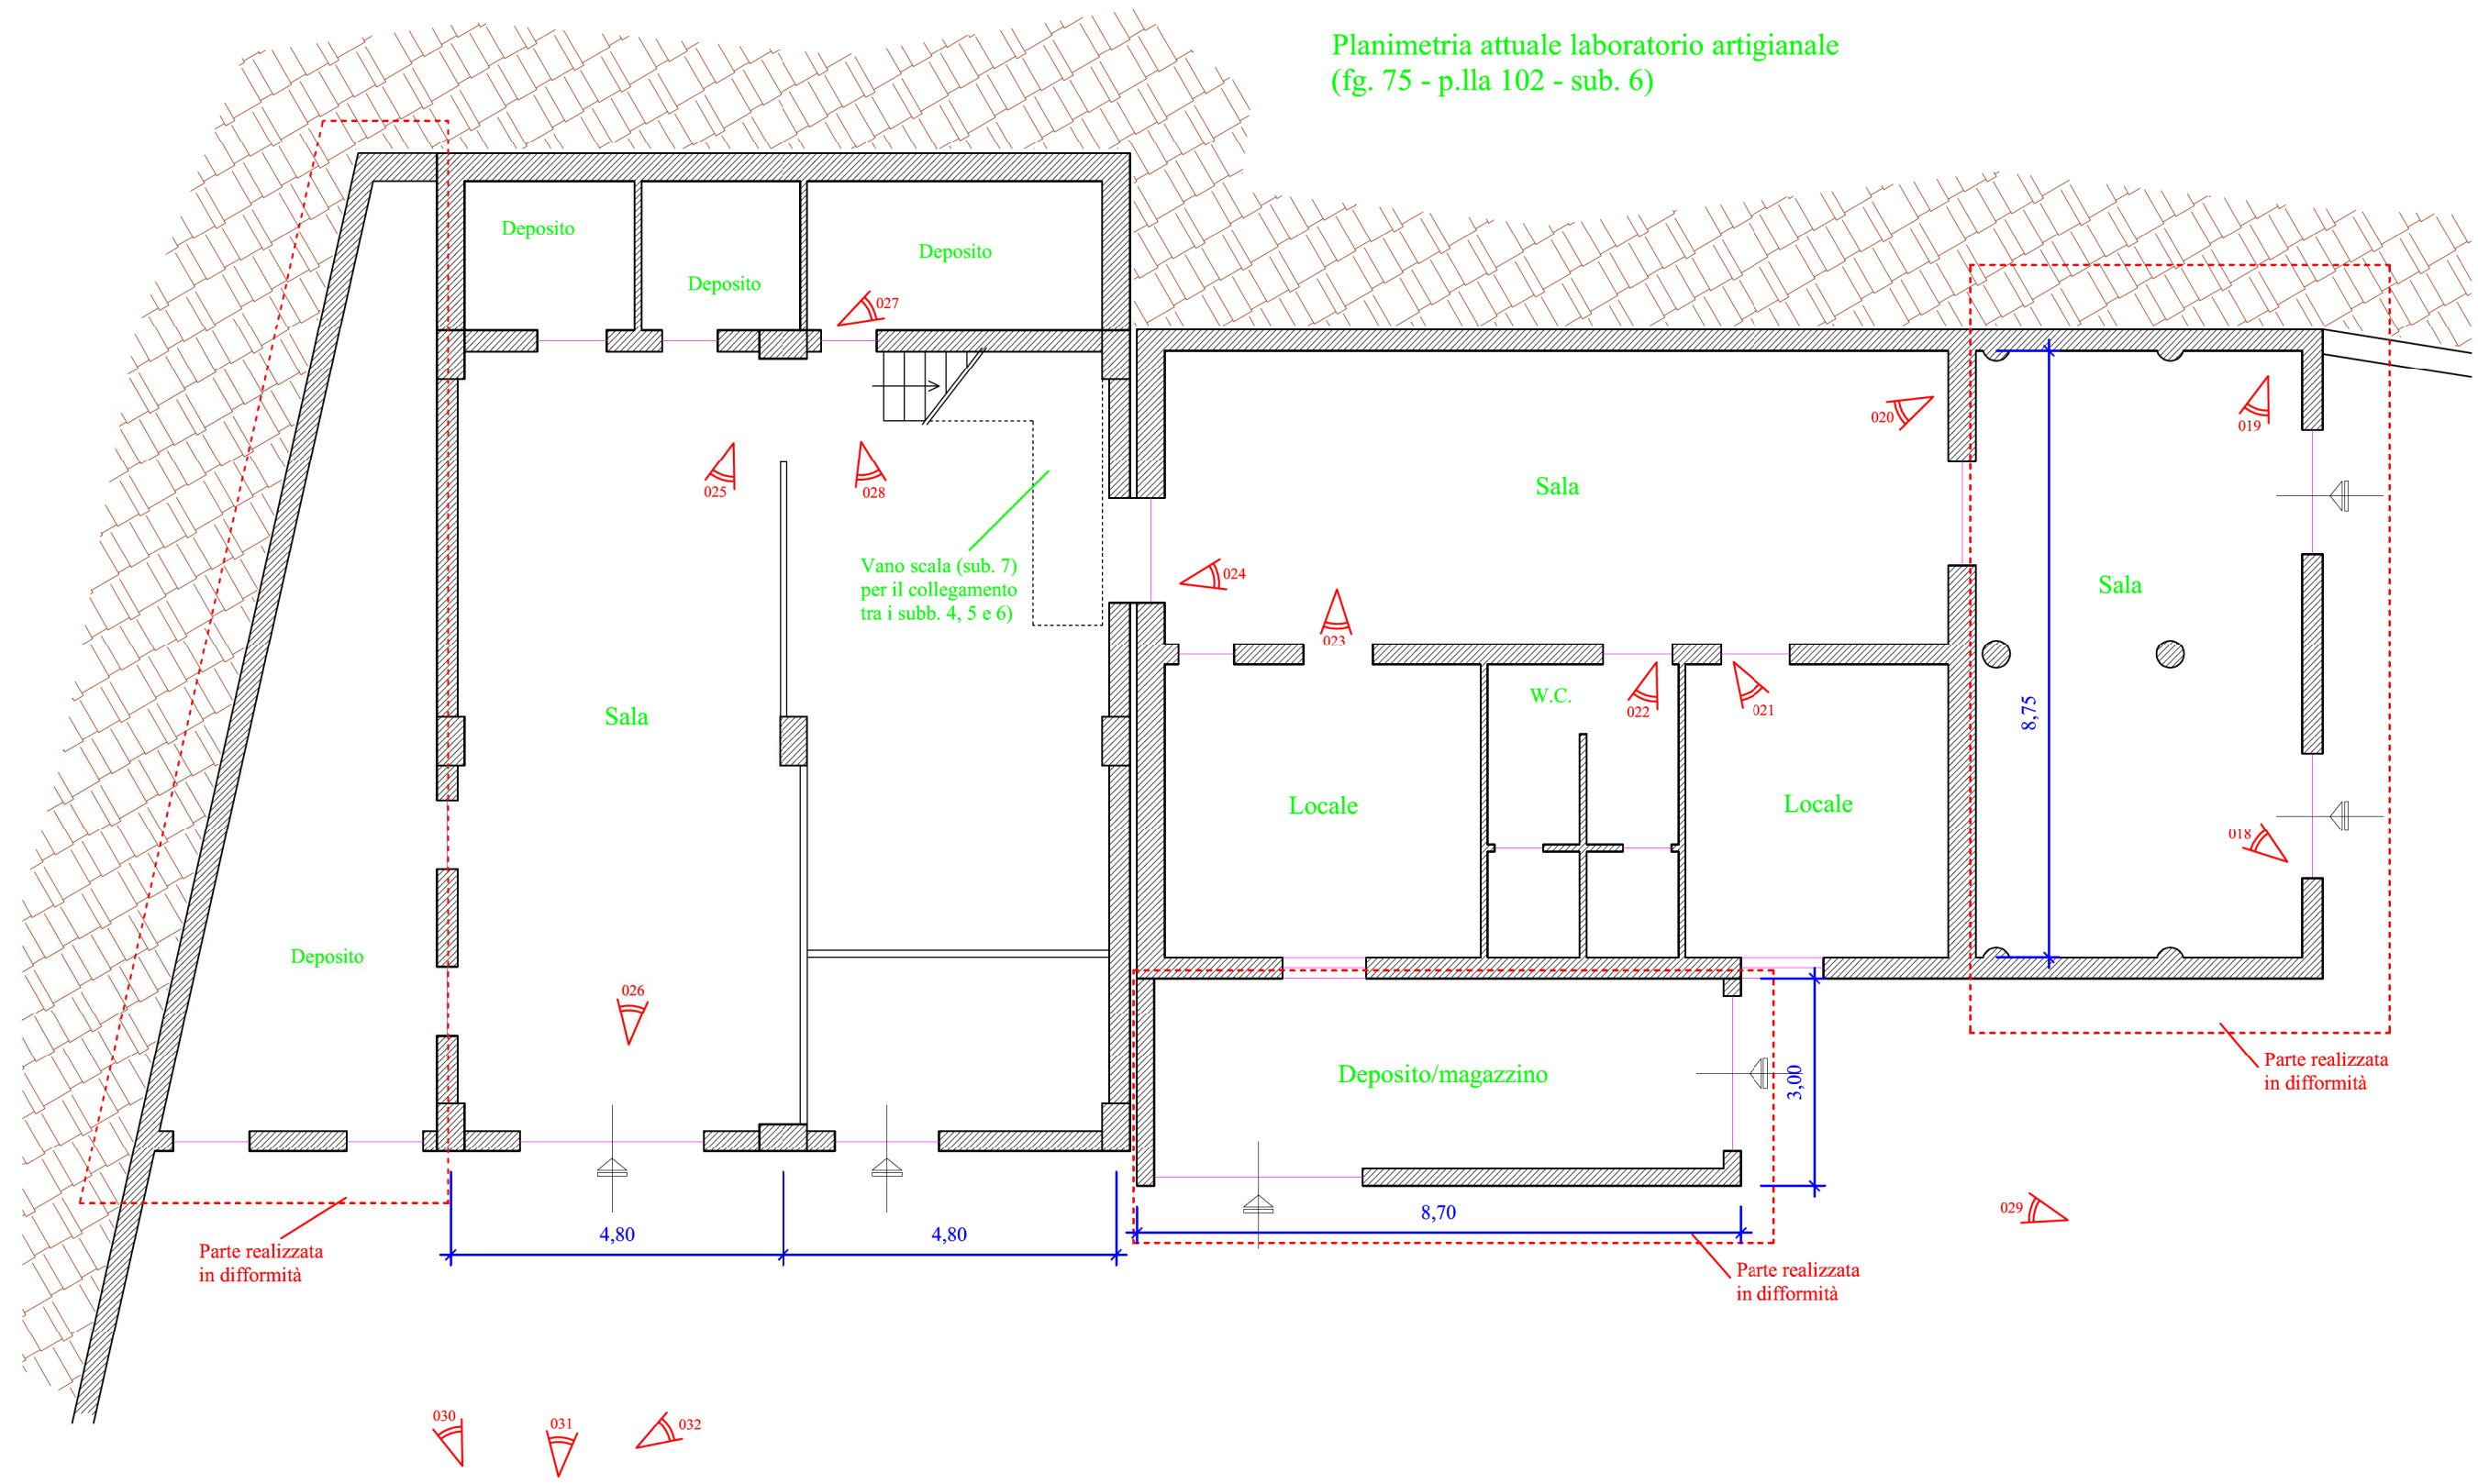 Planimetria attuale laboratorio artigianale
(fg. 75 - p.lla 102 - sub. 6)
Deposito
Deposito
Deposito
027
020
019
025
028
Sala
Vano scala (sub. 7)
per il collegamento
tra i subb. 4, 5 e 6)
024
023
Sala
W.C.
022
021
8,75
Sala
Locale
Locale
018
Deposito
026
Deposito/magazzino
3,00
Parte realizzata
in difformità
029
4,80
4,80
8,70
Parte realizzata
in difformità
Parte realizzata
in difformità
030
031
032